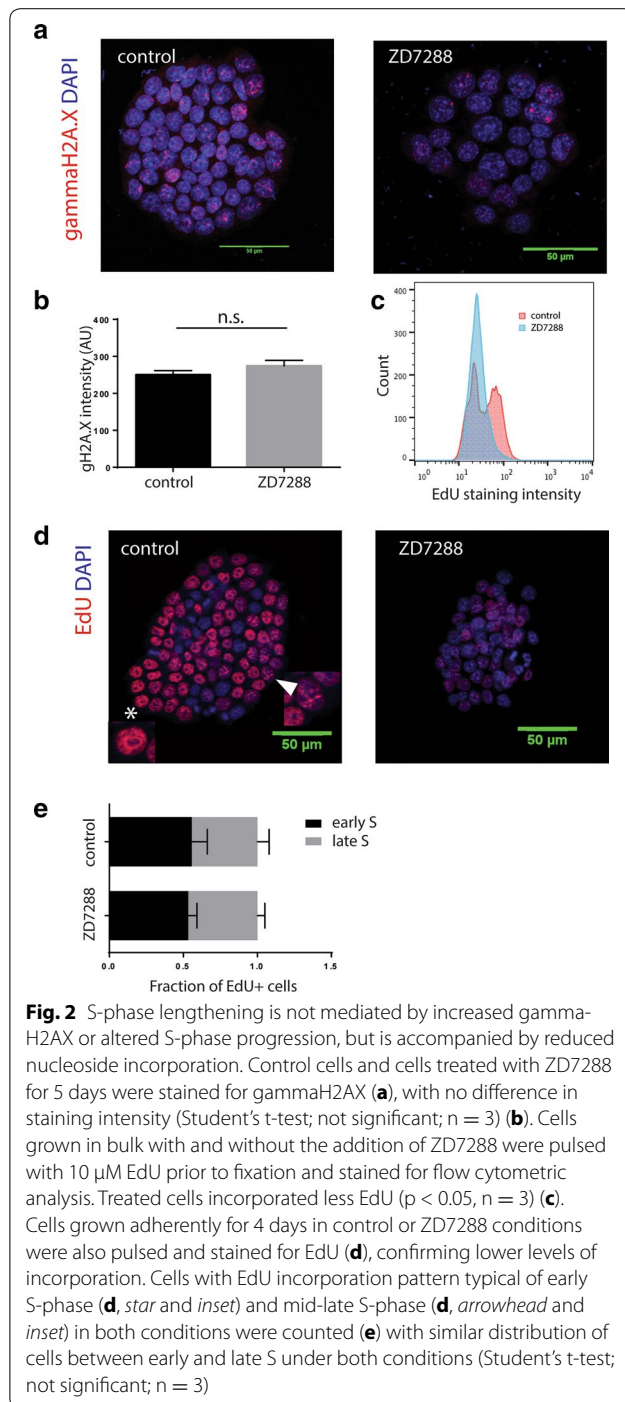 a
control
ZD7288
gammaH2A.X DAPI
50 µm
50 µm
b
n.s.
gH2A.X intensity (AU)
400
300
200
100
0
control
ZD7288
c
control
ZD7288
Count
400
300
200
100
0
10^0
10^1
10^2
10^3
10^4
EdU staining intensity
d
control
ZD7288
EdU DAPI
*
50 µm
50 µm
e
early S
late S
control
ZD7288
0.0
0.5
1.0
1.5
Fraction of EdU+ cells
Fig. 2 S-phase lengthening is not mediated by increased gamma-
H2AX or altered S-phase progression, but is accompanied by reduced
nucleoside incorporation. Control cells and cells treated with ZD7288
for 5 days were stained for gammaH2AX (a), with no difference in
staining intensity (Student's t-test; not significant; n = 3) (b). Cells
grown in bulk with and without the addition of ZD7288 were pulsed
with 10 µM EdU prior to fixation and stained for flow cytometric
analysis. Treated cells incorporated less EdU (p < 0.05, n = 3) (c).
Cells grown adherently for 4 days in control or ZD7288 conditions
were also pulsed and stained for EdU (d), confirming lower levels of
incorporation. Cells with EdU incorporation pattern typical of early
S-phase (d, star and inset) and mid-late S-phase (d, arrowhead and
inset) in both conditions were counted (e) with similar distribution of
cells between early and late S under both conditions (Student's t-test;
not significant; n = 3)